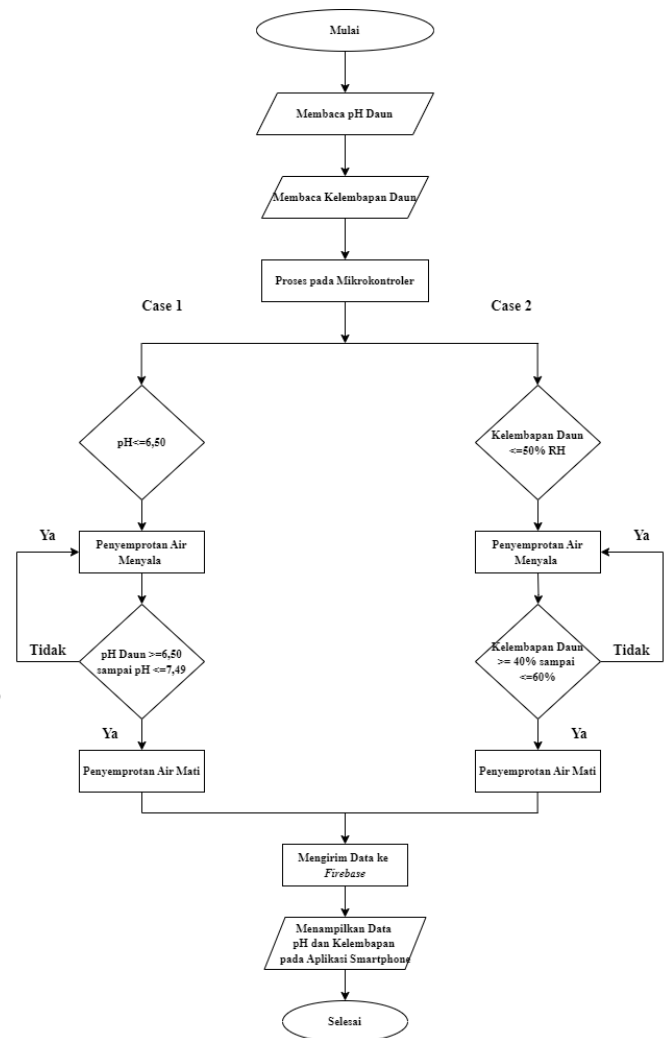 Mulai
Membaca pH Daun
Membaca Kelembapan Daun
Proses pada Mikrokontroler
Case 1
Case 2
pH<=6,50
Kelembapan Daun
<=50% RH
Ya
Penyemprotan Air
Menyala
Penyemprotan Air
Menyala
Ya
Tidak
pH Daun >=6,50
sampai pH <=7,49
Kelembapan Daun
>= 40% sampai
<=60%
Tidak
Ya
Ya
Penyemprotan Air Mati
Penyemprotan Air Mati
Mengirim Data ke
Firebase
Menampilkan Data
pH dan Kelembapan
pada Aplikasi Smartphone
Selesai